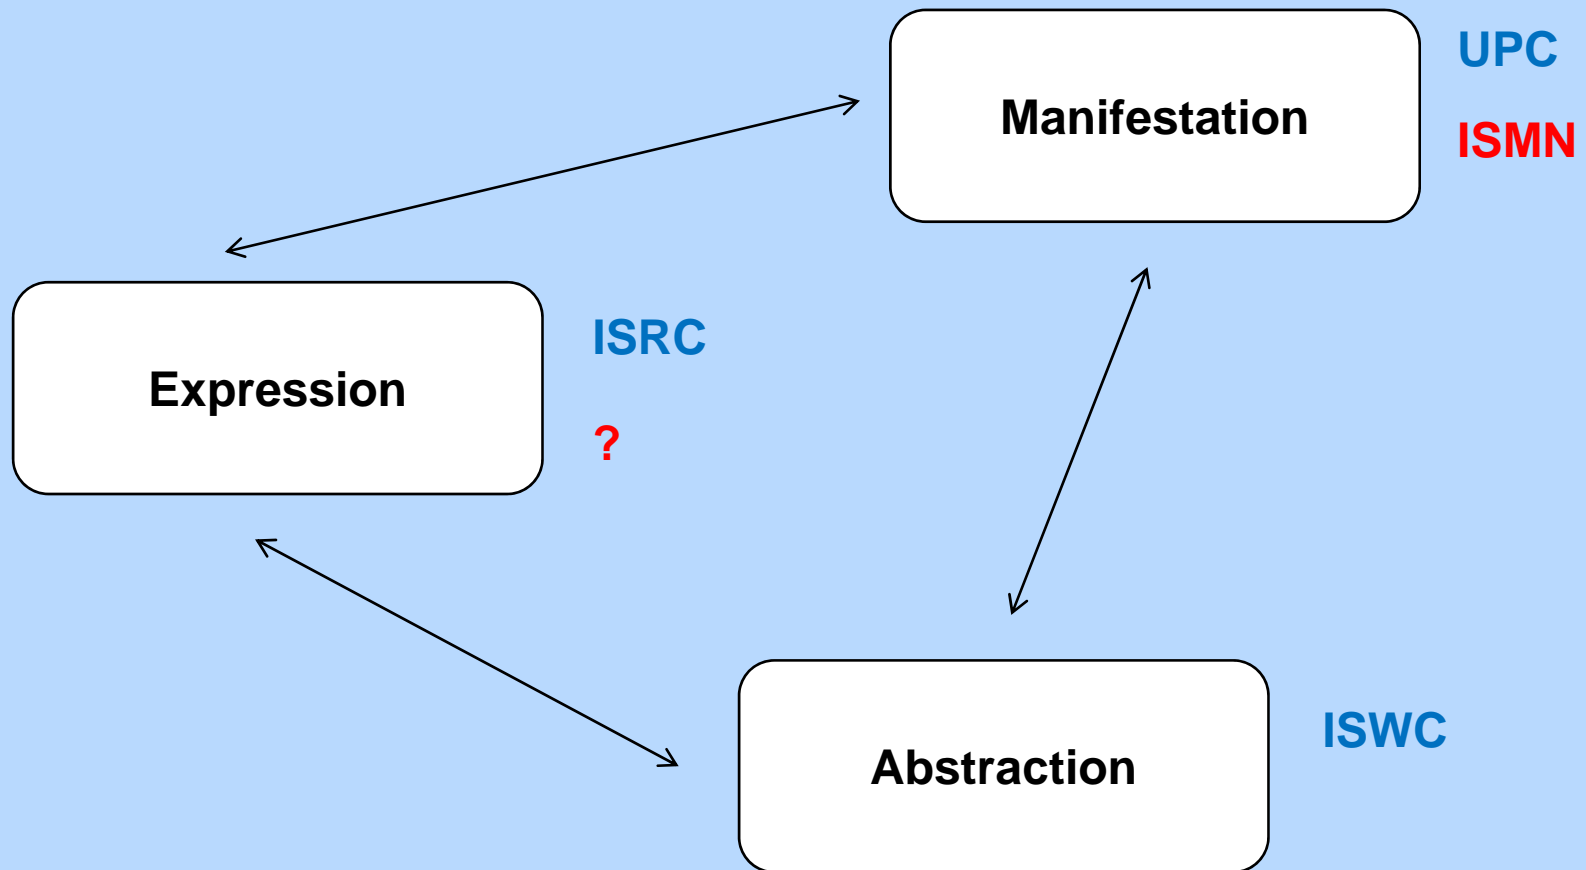 UPC
Manifestation
ISMN
ISRC
Expression
?
ISWC
Abstraction